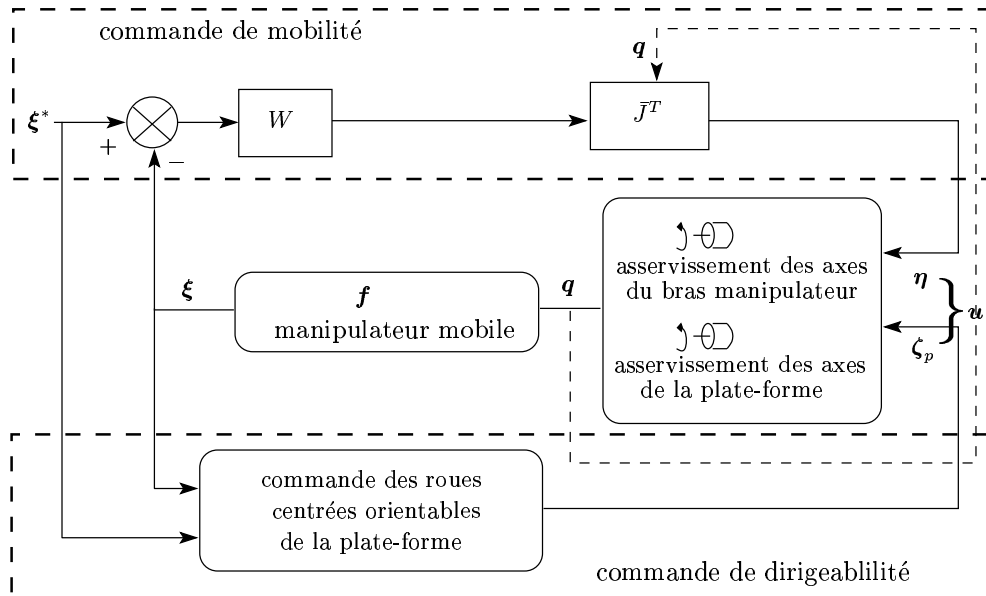 commande de mobilité
q
ξ*
+
−
W
J̄ᵀ
ξ
f
manipulateur mobile
q
asservissement des axes
du bras manipulateur
asservissement des axes
de la plate-forme
η
ζₚ
} u
commande des roues
centrées orientables
de la plate-forme
commande de dirigeablilité